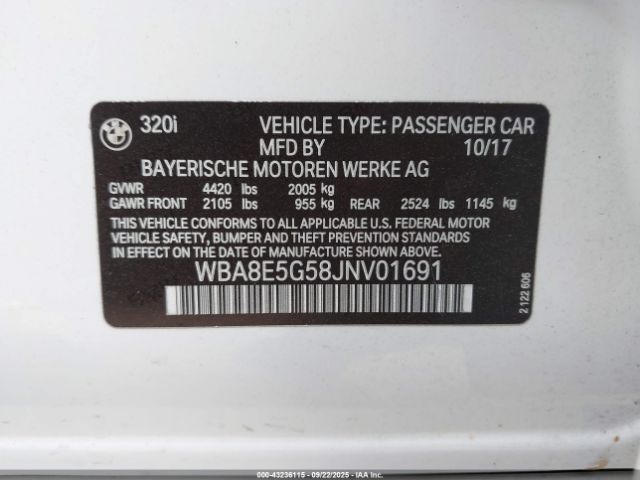 BMW
320i VEHICLE TYPE: PASSENGER CAR
MFD BY 10/17
BAYERISCHE MOTOREN WERKE AG
GVWR 4420 lbs 2005 kg
GAWR FRONT 2105 lbs 955 kg REAR 2524 lbs 1145 kg
THIS VEHICLE CONFORMS TO ALL APPLICABLE U.S. FEDERAL MOTOR
VEHICLE SAFETY, BUMPER AND THEFT PREVENTION STANDARDS
IN EFFECT ON THE DATE OF MANUFACTURE SHOWN ABOVE.
WBA8E5G58JNV01691
2 122 606
000-43236115 - 09/22/2025 - IAAI.COM